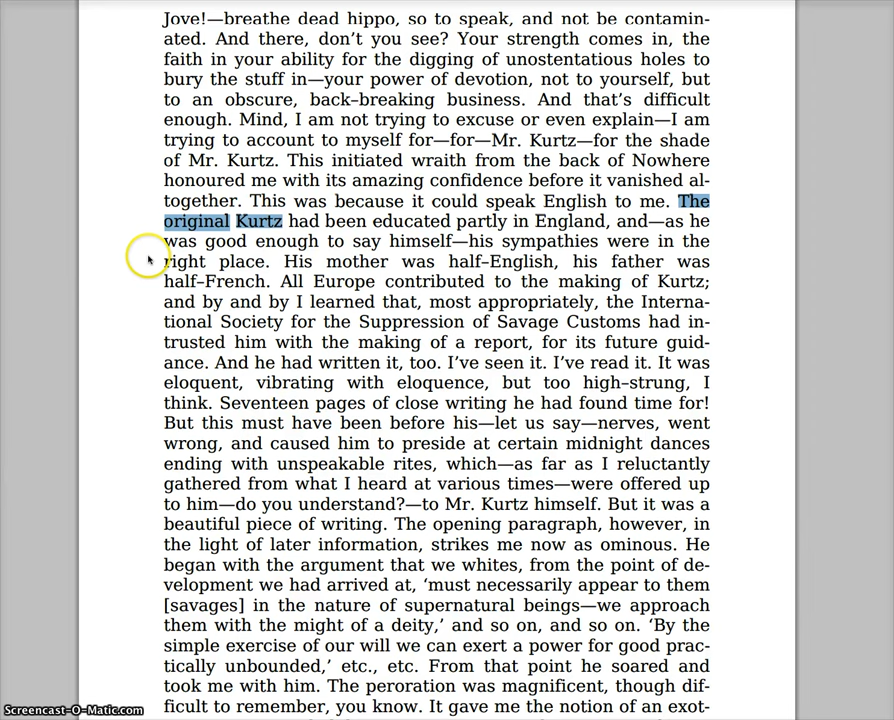 Jove!—breathe dead hippo, so to speak, and not be contamin-
ated. And there, don’t you see? Your strength comes in, the
faith in your ability for the digging of unostentatious holes to
bury the stuff in—your power of devotion, not to yourself, but
to an obscure, back–breaking business. And that’s difficult
enough. Mind, I am not trying to excuse or even explain—I am
trying to account to myself for—for—Mr. Kurtz—for the shade
of Mr. Kurtz. This initiated wraith from the back of Nowhere
honoured me with its amazing confidence before it vanished al-
together. This was because it could speak English to me. The
original Kurtz had been educated partly in England, and—as he
was good enough to say himself—his sympathies were in the
right place. His mother was half–English, his father was
half–French. All Europe contributed to the making of Kurtz;
and by and by I learned that, most appropriately, the Interna-
tional Society for the Suppression of Savage Customs had in-
trusted him with the making of a report, for its future guid-
ance. And he had written it, too. I’ve seen it. I’ve read it. It was
eloquent, vibrating with eloquence, but too high–strung, I
think. Seventeen pages of close writing he had found time for!
But this must have been before his—let us say—nerves, went
wrong, and caused him to preside at certain midnight dances
ending with unspeakable rites, which—as far as I reluctantly
gathered from what I heard at various times—were offered up
to him—do you understand?—to Mr. Kurtz himself. But it was a
beautiful piece of writing. The opening paragraph, however, in
the light of later information, strikes me now as ominous. He
began with the argument that we whites, from the point of de-
velopment we had arrived at, ‘must necessarily appear to them
[savages] in the nature of supernatural beings—we approach
them with the might of a deity,’ and so on, and so on. ‘By the
simple exercise of our will we can exert a power for good prac-
tically unbounded,’ etc., etc. From that point he soared and
took me with him. The peroration was magnificent, though dif-
ficult to remember, you know. It gave me the notion of an exot-
Screencast-O-Matic.com